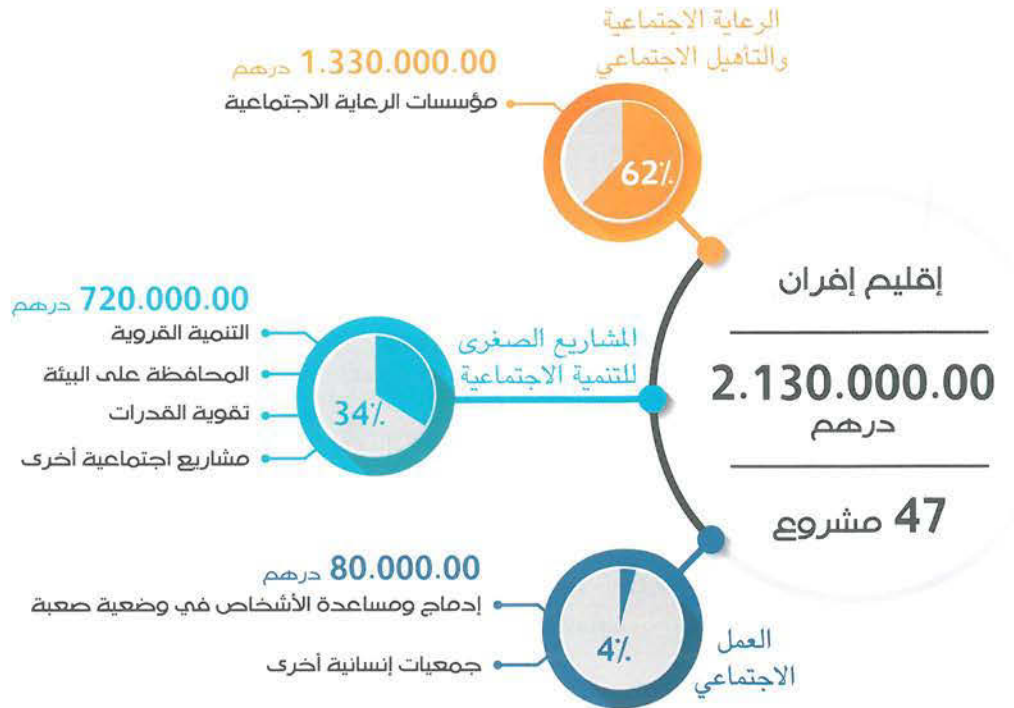 الرعاية الاجتماعية
والتأهيل الاجتماعي
1.330.000.00 درهم
مؤسسات الرعاية الاجتماعية
62٪
إقليم إفران
2.130.000.00
درهم
47 مشروع
المشاريع الصغرى
للتنمية الاجتماعية
720.000.00 درهم
التنمية القروية
المحافظة على البيئة
تقوية القدرات
مشاريع اجتماعية أخرى
34٪
العمل
الاجتماعي
80.000.00 درهم
إدماج ومساعدة الأشخاص في وضعية صعبة
جمعيات إنسانية أخرى
4٪